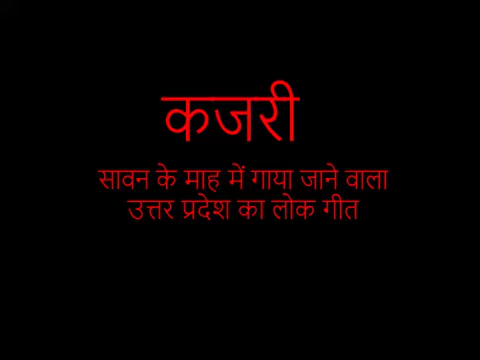 कजरी
सावन के माह में गाया जाने वाला
उत्तर प्रदेश का लोक गीत